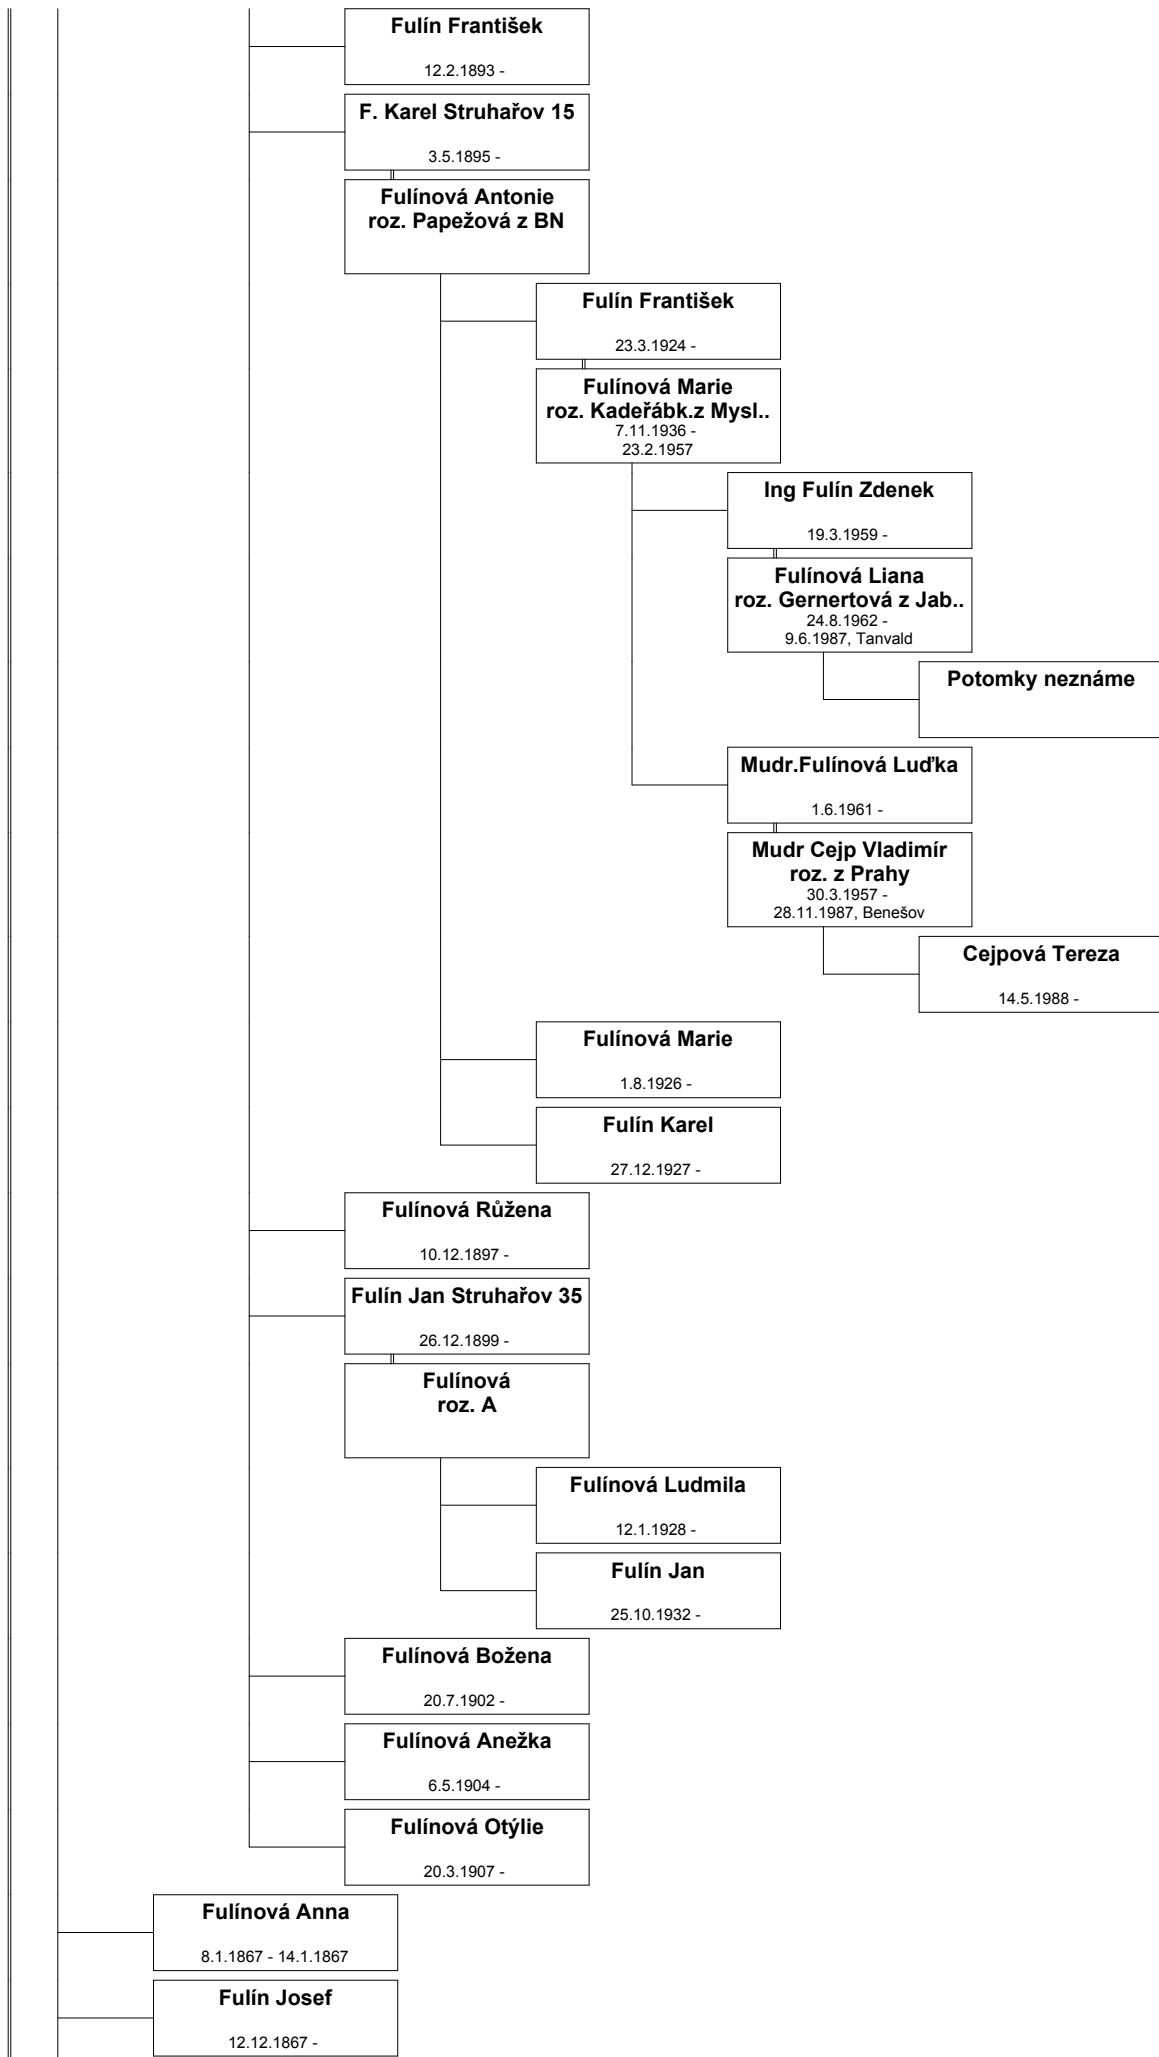 Fulín František
12.2.1893 -
F. Karel Struhařov 15
3.5.1895 -
Fulínová Antonie
roz. Papežová z BN
Fulín František
23.3.1924 -
Fulínová Marie
roz. Kadeřábk.z Mysl..
7.11.1936 -
23.2.1957
Ing Fulín Zdenek
19.3.1959 -
Fulínová Liana
roz. Gernertová z Jab..
24.8.1962 -
9.6.1987, Tanvald
Potomky neznáme
Mudr.Fulínová Luďka
1.6.1961 -
Mudr Cejp Vladimír
roz. z Prahy
30.3.1957 -
28.11.1987, Benešov
Cejpová Tereza
14.5.1988 -
Fulínová Marie
1.8.1926 -
Fulín Karel
27.12.1927 -
Fulínová Růžena
10.12.1897 -
Fulín Jan Struhařov 35
26.12.1899 -
Fulínová
roz. A
Fulínová Ludmila
12.1.1928 -
Fulín Jan
25.10.1932 -
Fulínová Božena
20.7.1902 -
Fulínová Anežka
6.5.1904 -
Fulínová Otýlie
20.3.1907 -
Fulínová Anna
8.1.1867 - 14.1.1867
Fulín Josef
12.12.1867 -